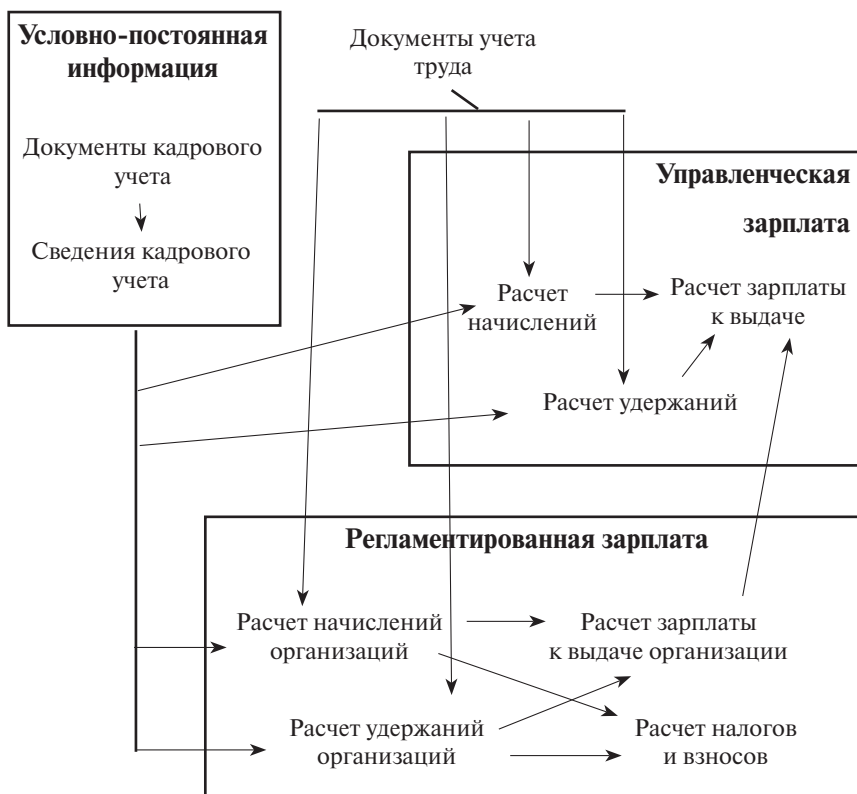 Условно-постоянная
информация
Документы кадрового
учета
Сведения кадрового
учета
Документы учета
труда
Управленческая
зарплата
Расчет
начислений
Расчет зарплаты
к выдаче
Расчет удержаний
Регламентированная зарплата
Расчет начислений
организаций
Расчет зарплаты
к выдаче организации
Расчет удержаний
организаций
Расчет налогов
и взносов